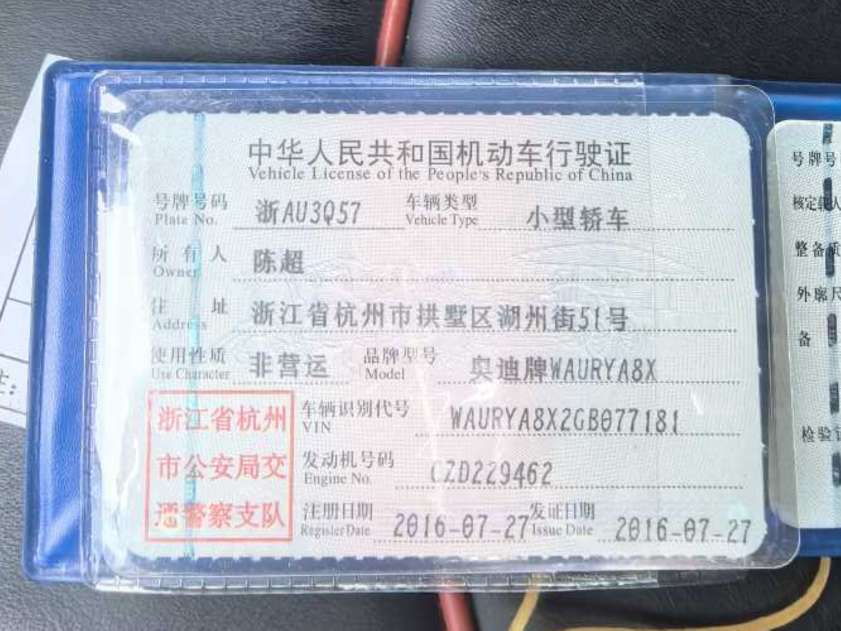 中华人民共和国机动车行驶证
Vehicle License of the People's Republic of China
号牌号码 浙AU3Q57 车辆类型 小型轿车
Plate No. Vehicle Type
所有人 陈超
Owner
住址 浙江省杭州市拱墅区湖州街51号
Address
使用性质 非营运 品牌型号 奥迪牌WAURYA8X
Use Character Model
浙江省杭州
市公安局交
警察支队
车辆识别代号 WAURYA8X2GB077181
VIN
发动机号码 CZD229462
Engine No.
注册日期 2016-07-27 发证日期 2016-07-27
Register Date Issue Date
号牌号
核定载人
整备质
外廓尺
备
检验